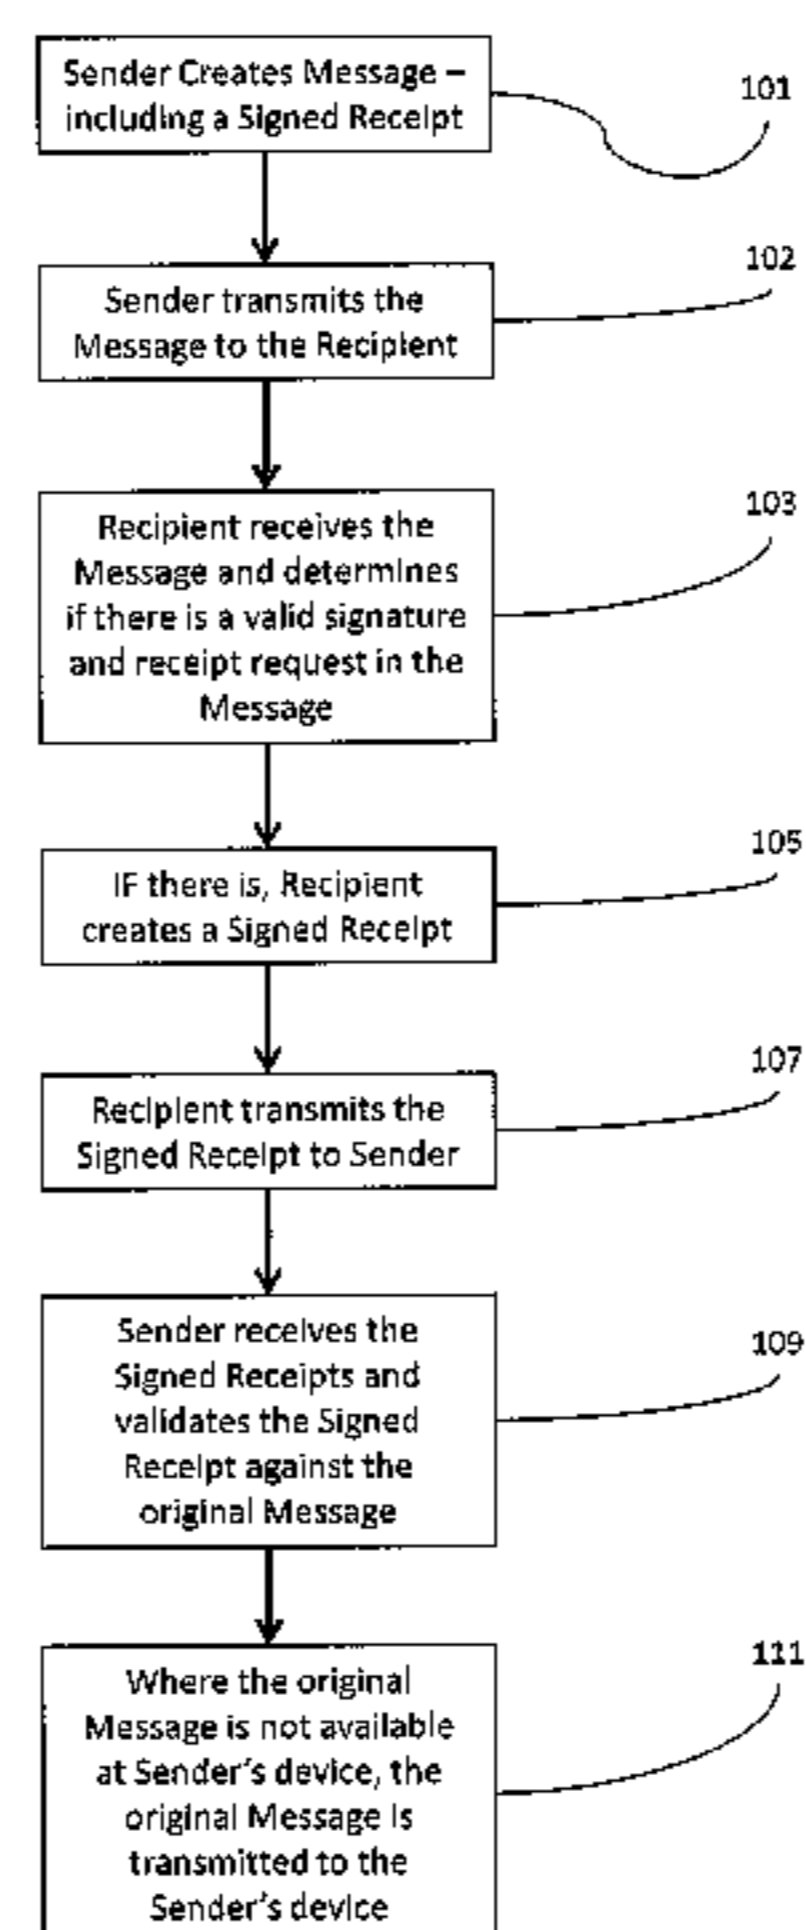 Sender Creates Message –
including a Signed Receipt
101
Sender transmits the
Message to the Recipient
102
Recipient receives the
Message and determines
if there is a valid signature
and receipt request in the
Message
103
IF there is, Recipient
creates a Signed Receipt
105
Recipient transmits the
Signed Receipt to Sender
107
Sender receives the
Signed Receipts and
validates the Signed
Receipt against the
original Message
109
Where the original
Message is not available
at Sender's device, the
original Message is
transmitted to the
Sender's device
111